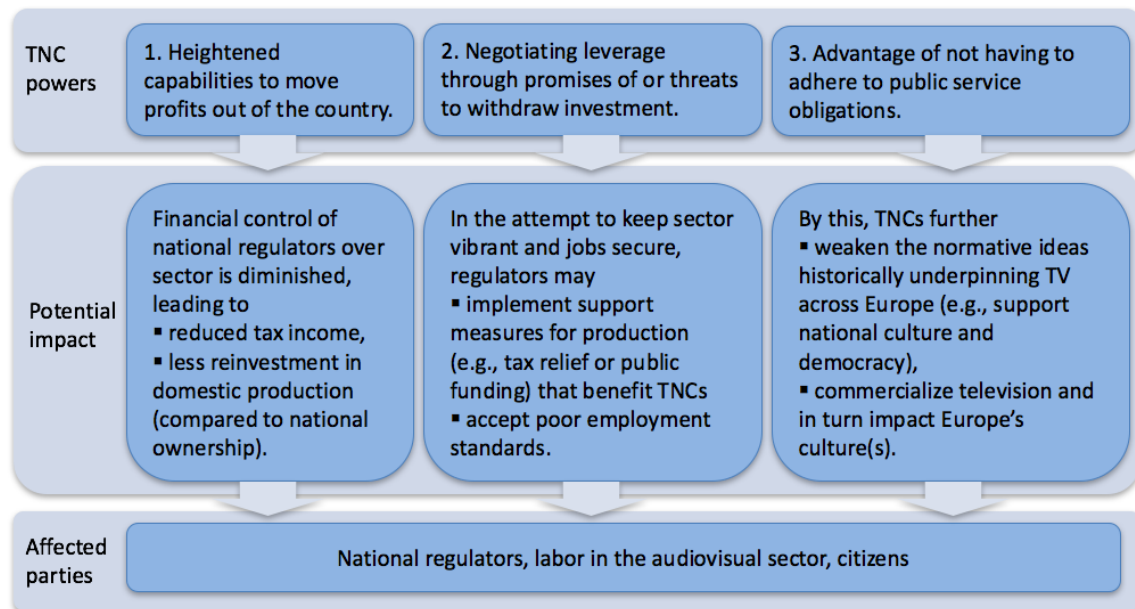 TNC
powers
1. Heightened
capabilities to move
profits out of the country.
2. Negotiating leverage
through promises of or threats
to withdraw investment.
3. Advantage of not having to
adhere to public service
obligations.
Potential
impact
Financial control of
national regulators over
sector is diminished,
leading to
▪ reduced tax income,
▪ less reinvestment in
domestic production
(compared to national
ownership).
In the attempt to keep sector
vibrant and jobs secure,
regulators may
▪ implement support
measures for production
(e.g., tax relief or public
funding) that benefit TNCs
▪ accept poor employment
standards.
By this, TNCs further
▪ weaken the normative ideas
historically underpinning TV
across Europe (e.g., support
national culture and
democracy),
▪ commercialize television and
in turn impact Europe’s
culture(s).
Affected
parties
National regulators, labor in the audiovisual sector, citizens